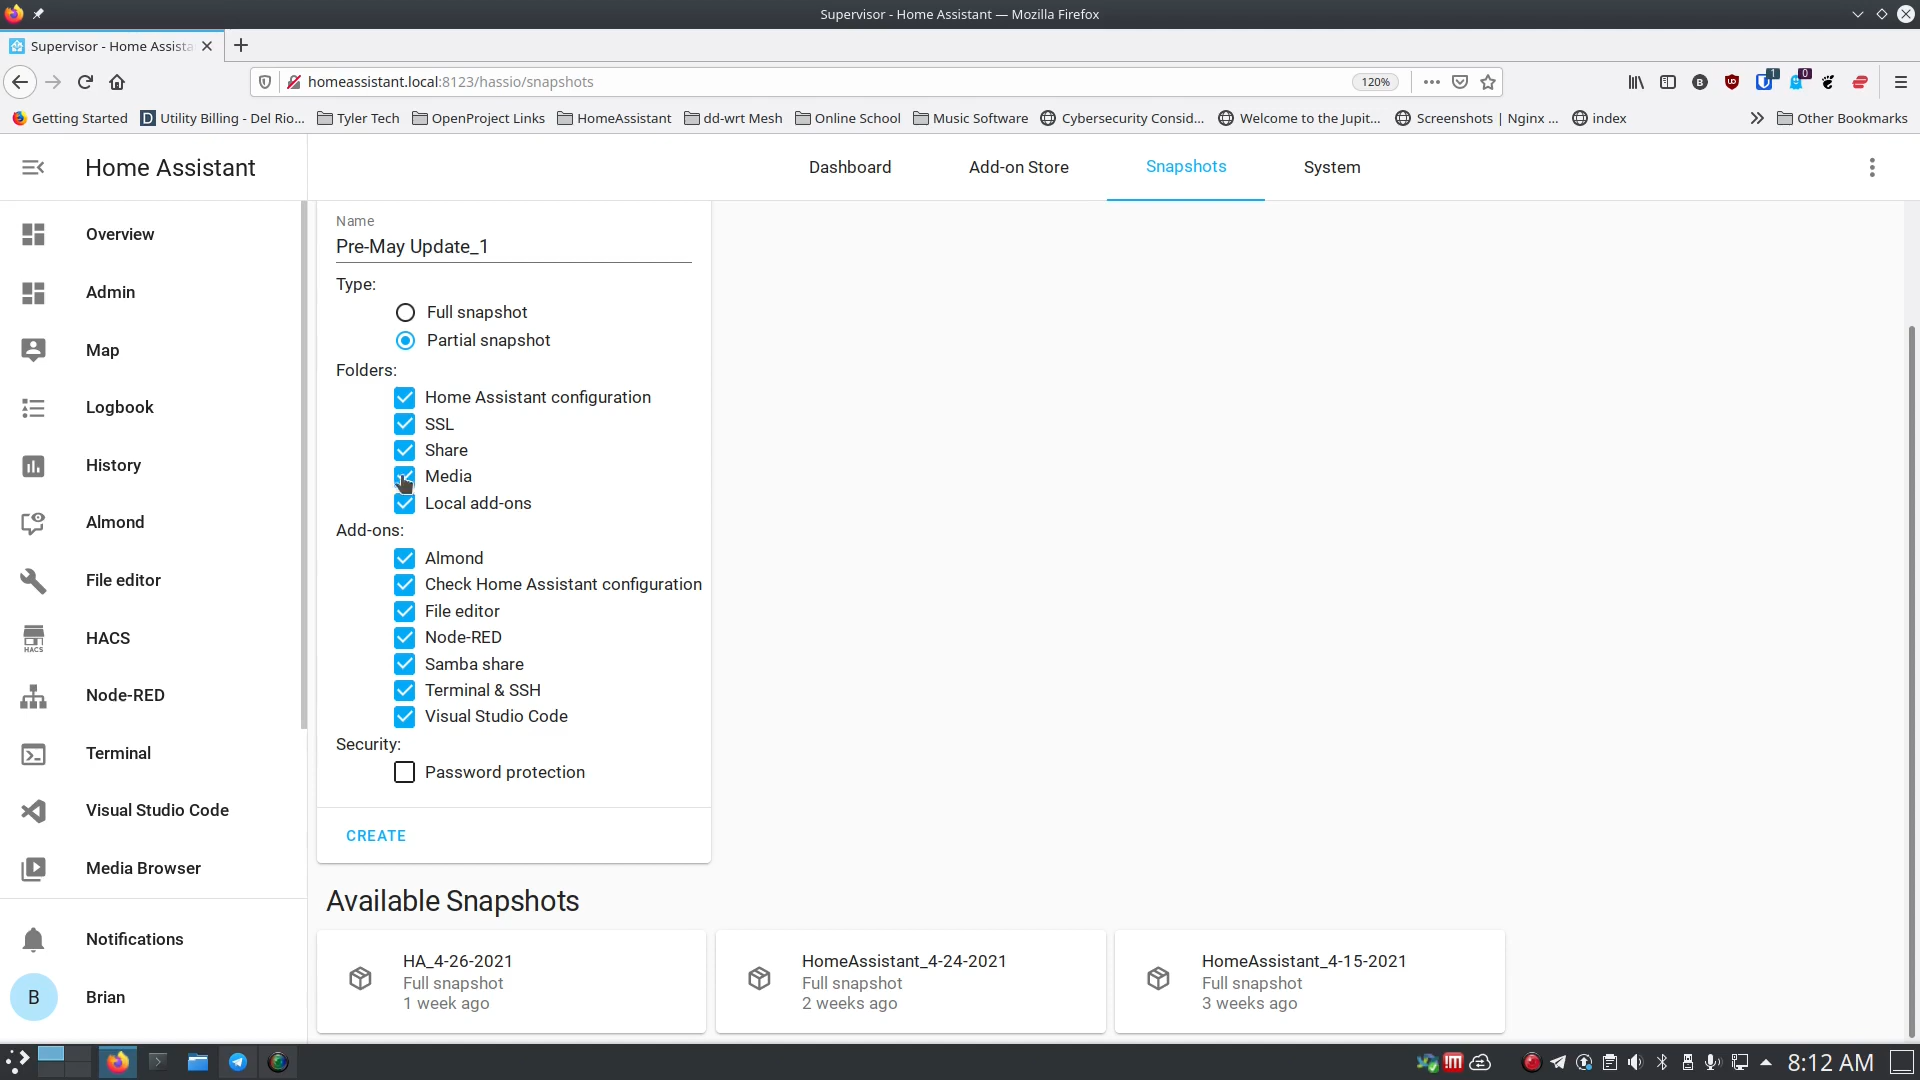 Supervisor - Home Assistant — Mozilla Firefox
Supervisor - Home Assista
homeassistant.local:8123/hassio/snapshots
120%
1
0
Getting Started
Utility Billing - Del Rio...
Tyler Tech
OpenProject Links
HomeAssistant
dd-wrt Mesh
Online School
Music Software
Cybersecurity Consid...
Welcome to the Jupit...
Screenshots | Nginx ...
index
Other Bookmarks
Home Assistant
Dashboard
Add-on Store
Snapshots
System
Overview
Admin
Map
Logbook
History
Almond
File editor
HACS
HACS
Node-RED
Terminal
Visual Studio Code
Media Browser
Notifications
B
Brian
Name
Pre-May Update_1
Type:
Full snapshot
Partial snapshot
Folders:
Home Assistant configuration
SSL
Share
Media
Local add-ons
Add-ons:
Almond
Check Home Assistant configuration
File editor
Node-RED
Samba share
Terminal & SSH
Visual Studio Code
Security:
Password protection
CREATE
Available Snapshots
HA_4-26-2021
Full snapshot
1 week ago
HomeAssistant_4-24-2021
Full snapshot
2 weeks ago
HomeAssistant_4-15-2021
Full snapshot
3 weeks ago
8:12 AM